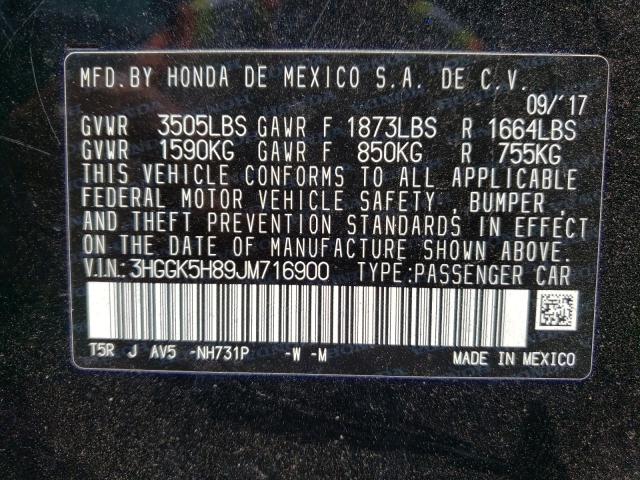 MFD.BY HONDA DE MEXICO S.A. DE C.V.
09/'17
GVWR 3505LBS GAWR F 1873LBS R 1664LBS
GVWR 1590KG GAWR F 850KG R 755KG
THIS VEHICLE CONFORMS TO ALL APPLICABLE
FEDERAL MOTOR VEHICLE SAFETY, BUMPER,
AND THEFT PREVENTION STANDARDS IN EFFECT
ON THE DATE OF MANUFACTURE SHOWN ABOVE.
V.I.N.:3HGGK5H89JM716900 TYPE:PASSENGER CAR
T5R J AV5 -NH731P -W -M MADE IN MEXICO